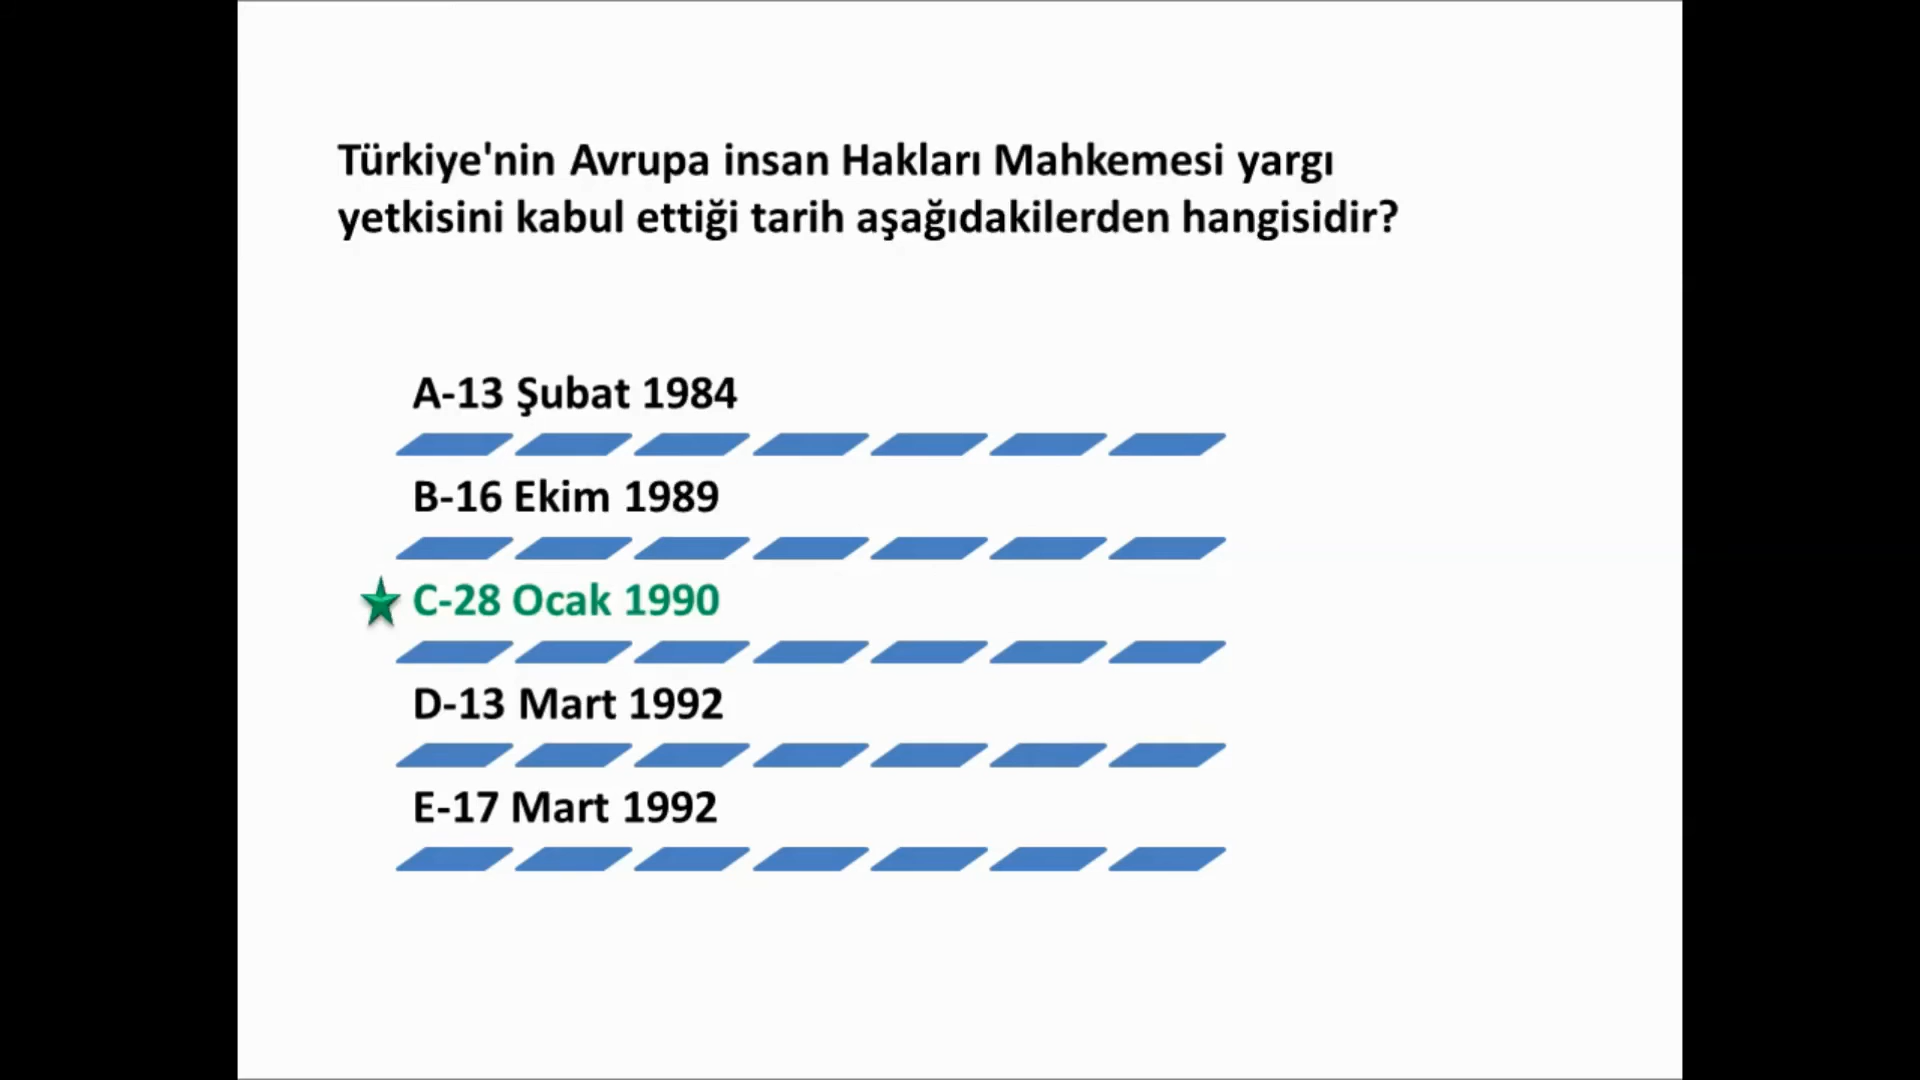 Türkiye'nin Avrupa insan Hakları Mahkemesi yargı
yetkisini kabul ettiği tarih aşağıdakilerden hangisidir?
A-13 Şubat 1984
B-16 Ekim 1989
C-28 Ocak 1990
D-13 Mart 1992
E-17 Mart 1992